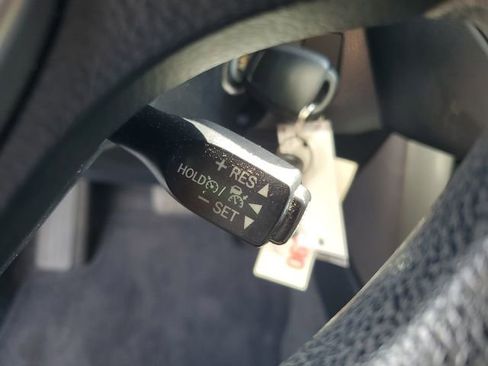 + RES
HOLD /
− SET